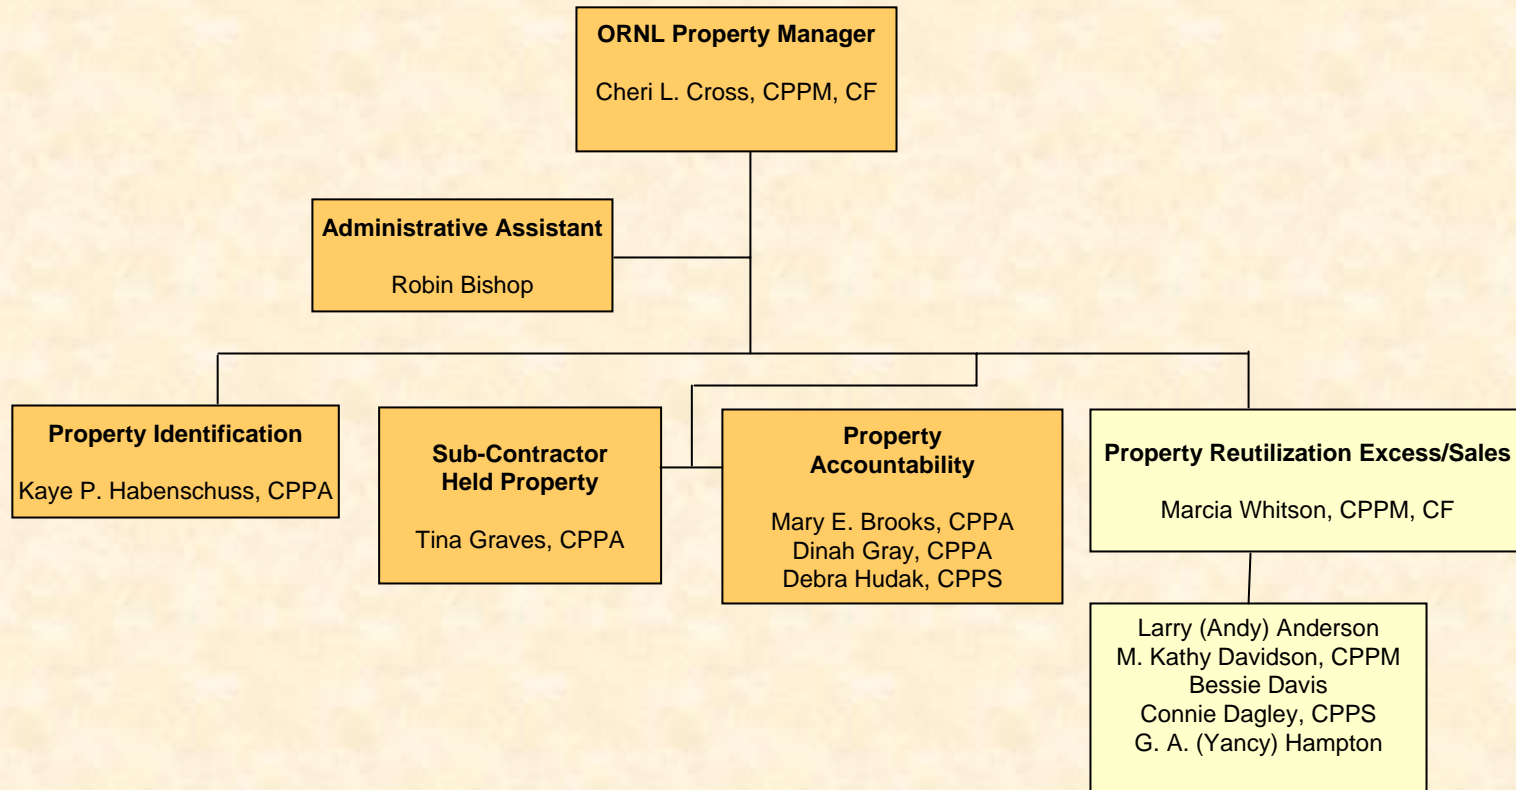 ORNL Property Manager
Cheri L. Cross, CPPM, CF
Administrative Assistant
Robin Bishop
Property Identification
Kaye P. Habenschuss, CPPA
Sub-Contractor
Held Property
Tina Graves, CPPA
Property
Accountability
Mary E. Brooks, CPPA
Dinah Gray, CPPA
Debra Hudak, CPPS
Property Reutilization Excess/Sales
Marcia Whitson, CPPM, CF
Larry (Andy) Anderson
M. Kathy Davidson, CPPM
Bessie Davis
Connie Dagley, CPPS
G. A. (Yancy) Hampton